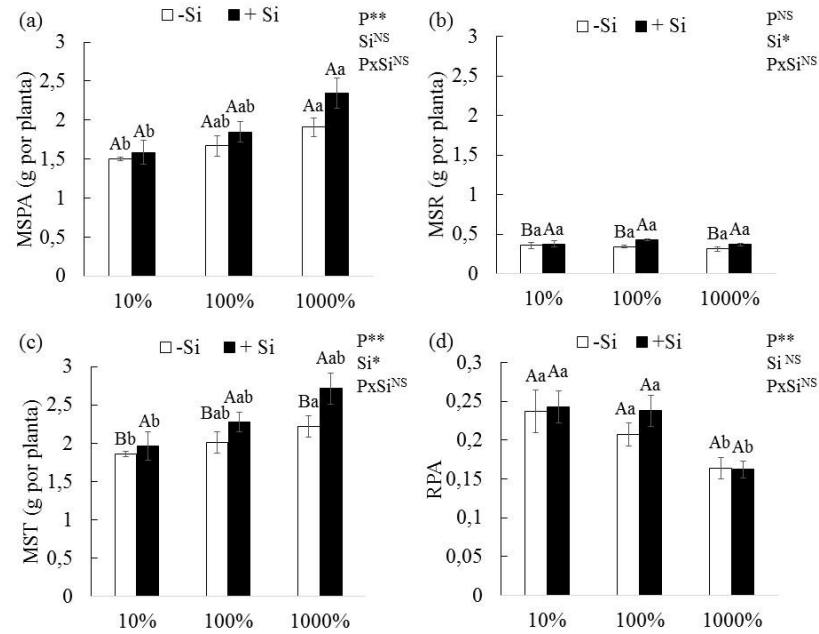 (a)
-Si + Si
P**
Si^NS
PxSi^NS
MSPA (g por planta)
3
2,5
2
1,5
1
0,5
0
Ab Ab
Aab Aab
Aa Aa
10% 100% 1000%
(b)
-Si + Si
P^NS
Si*
PxSi^NS
MSR (g por planta)
3
2,5
2
1,5
1
0,5
0
Ba Aa
Ba Aa
Ba Aa
10% 100% 1000%
(c)
-Si + Si
P**
Si*
PxSi^NS
MST (g por planta)
3
2,5
2
1,5
1
0,5
0
Bb Ab
Bab Aab
Ba Aab
10% 100% 1000%
(d)
-Si +Si
P**
Si ^NS
PxSi^NS
RPA
0,3
0,25
0,2
0,15
0,1
0,05
0
Aa Aa
Aa Aa
Ab Ab
10% 100% 1000%